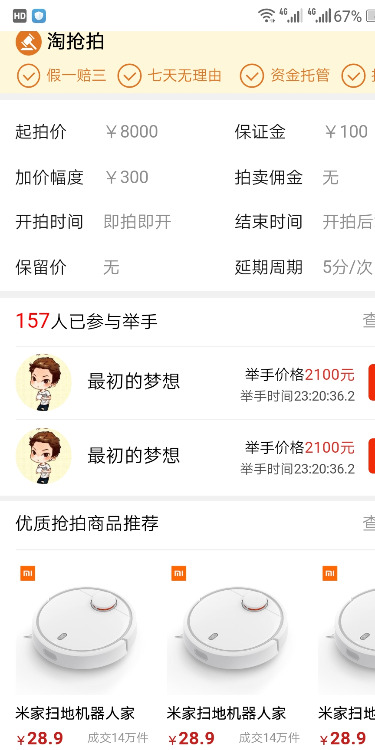 HD 4G 4G 67%
淘抢拍
假一赔三 七天无理由 资金托管
起拍价 ￥8000 保证金 ￥100
加价幅度 ￥300 拍卖佣金 无
开拍时间 即拍即开 结束时间 开拍后
保留价 无 延期周期 5分/次
157人已参与举手 查
最初的梦想 举手价格2100元
举手时间23:20:36.2
最初的梦想 举手价格2100元
举手时间23:20:36.2
优质抢拍商品推荐 查
米家扫地机器人家 米家扫地机器人家 米家扫地
￥28.9 成交14万件 ￥28.9 成交14万件 ￥28.9